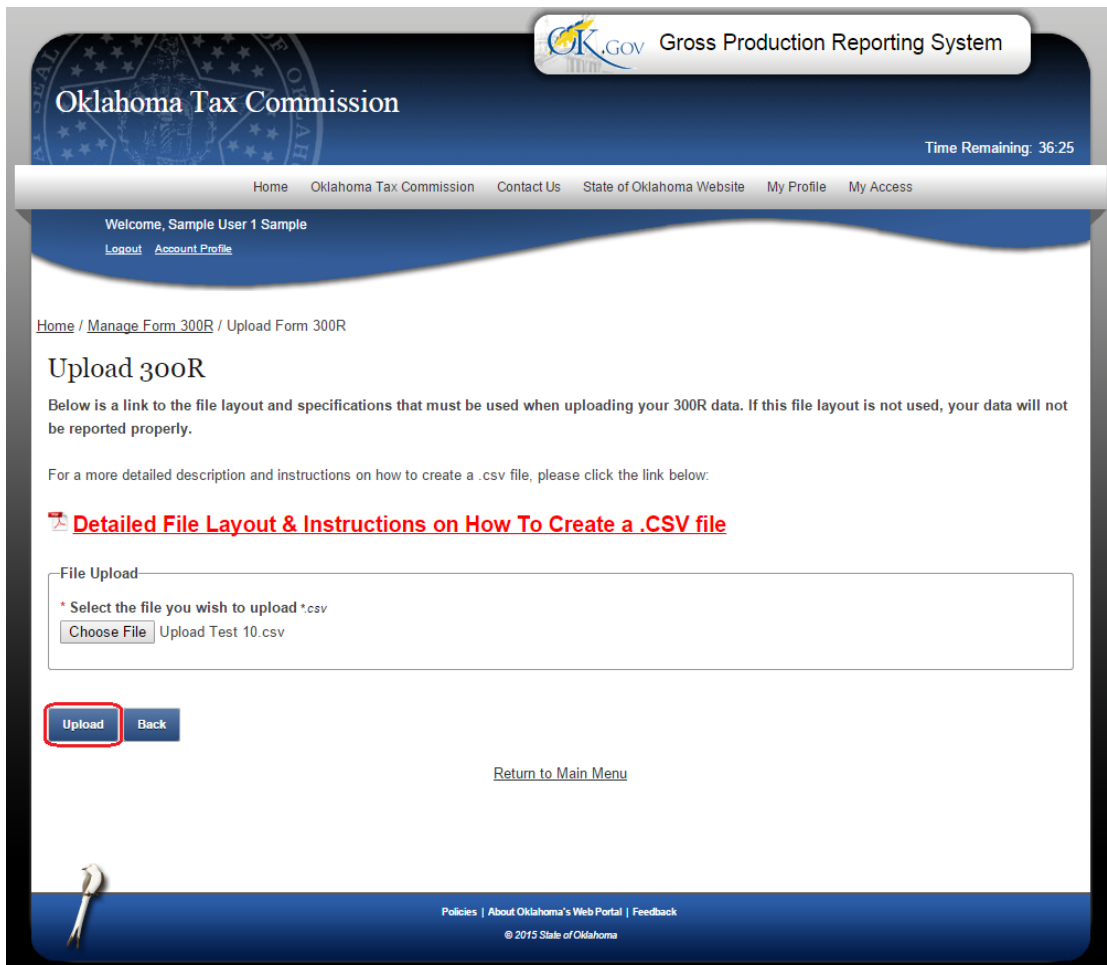 OK.GOV Gross Production Reporting System
Oklahoma Tax Commission
Time Remaining: 36:25
Home Oklahoma Tax Commission Contact Us State of Oklahoma Website My Profile My Access
Welcome, Sample User 1 Sample
Logout Account Profile
Home / Manage Form 300R / Upload Form 300R
Upload 300R
Below is a link to the file layout and specifications that must be used when uploading your 300R data. If this file layout is not used, your data will not
be reported properly.
For a more detailed description and instructions on how to create a .csv file, please click the link below:
Detailed File Layout & Instructions on How To Create a .CSV file
File Upload
* Select the file you wish to upload *.csv
Choose File Upload Test 10.csv
Upload Back
Return to Main Menu
Policies | About Oklahoma's Web Portal | Feedback
© 2015 State of Oklahoma